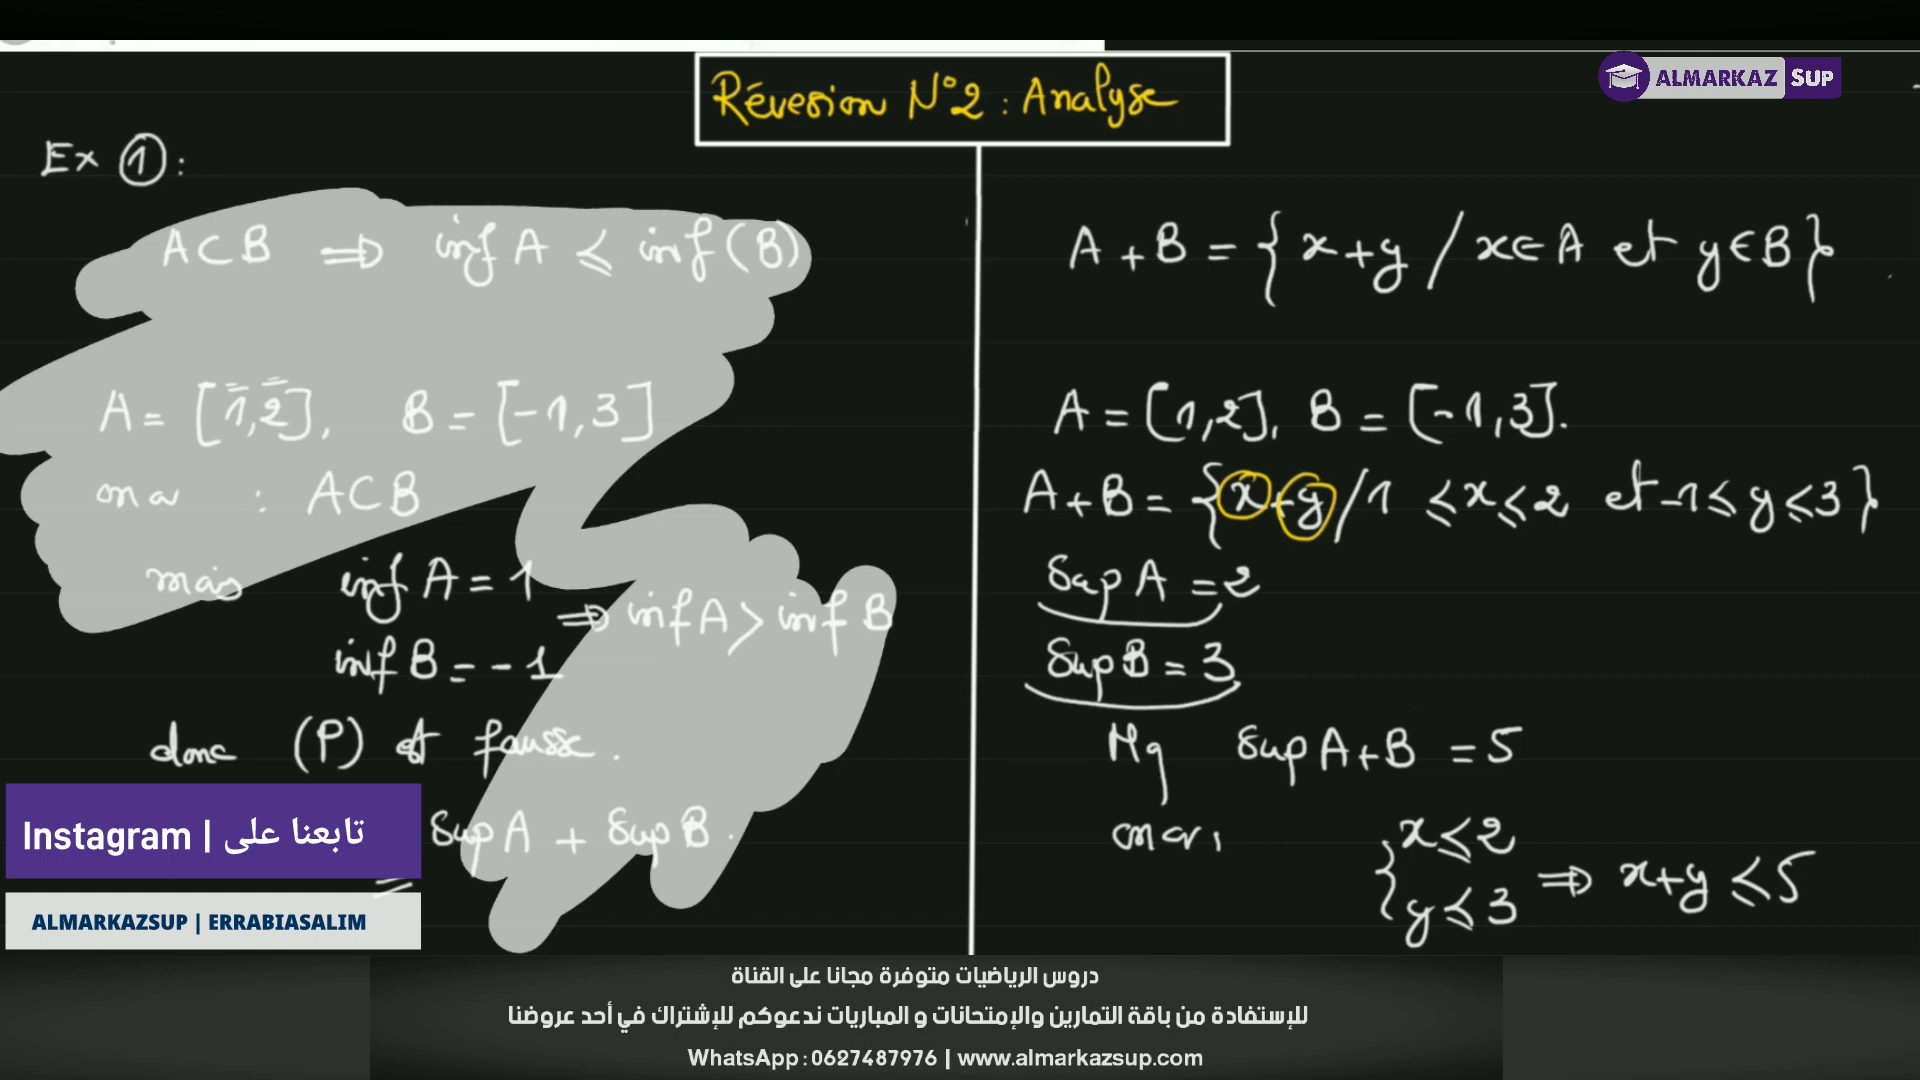 Révesion N°2 : Analyse
ALMARKAZ SUP
Ex ① :
A⊂B ⟹ inf A ⩽ inf(B)
A = [1,2], B = [-1,3]
on a : A⊂B
mais inf A = 1
⟹ inf A > inf B
inf B = -1
donc (P) est fausse.
Sup A + Sup B.
=
A + B = { x+y / x∈A et y∈B }
A = [1,2], B = [-1,3].
A+B = { x+y / 1 ⩽ x ⩽ 2 et -1 ⩽ y ⩽ 3 }
Sup A = 2
Sup B = 3
Mq Sup A+B = 5
on a : { x ⩽ 2
y ⩽ 3 ⟹ x+y ⩽ 5
Instagram | تابعنا على
ALMARKAZSUP | ERRABIASALIM
دروس الرياضيات متوفرة مجانا على القناة
للإستفادة من باقة التمارين والإمتحانات و المباريات ندعوكم للإشتراك في أحد عروضنا
WhatsApp : 0627487976 | www.almarkazsup.com